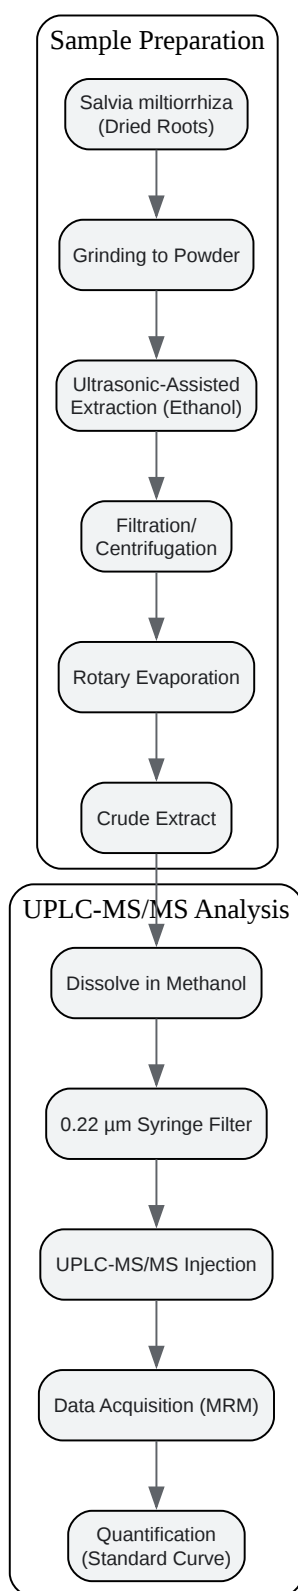 Sample Preparation
Salvia miltiorrhiza
(Dried Roots)
Grinding to Powder
Ultrasonic-Assisted
Extraction (Ethanol)
Filtration/
Centrifugation
Rotary Evaporation
Crude Extract
UPLC-MS/MS Analysis
Dissolve in Methanol
0.22 µm Syringe Filter
UPLC-MS/MS Injection
Data Acquisition (MRM)
Quantification
(Standard Curve)